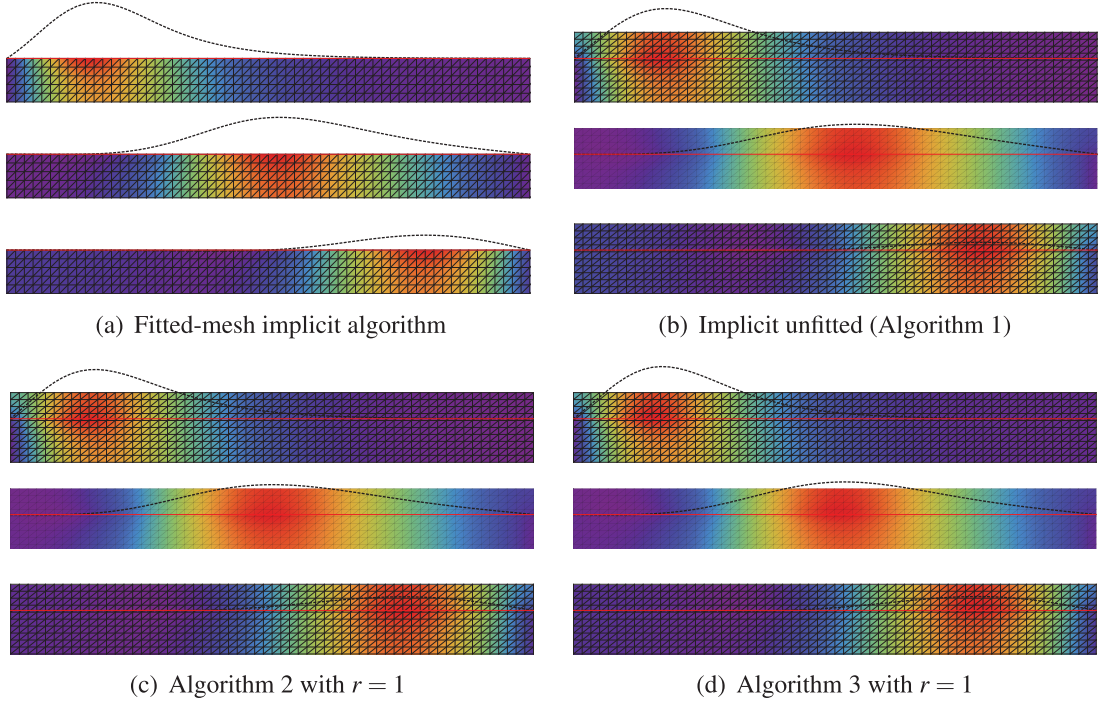 (a) Fitted-mesh implicit algorithm
(b) Implicit unfitted (Algorithm 1)
(c) Algorithm 2 with r = 1
(d) Algorithm 3 with r = 1